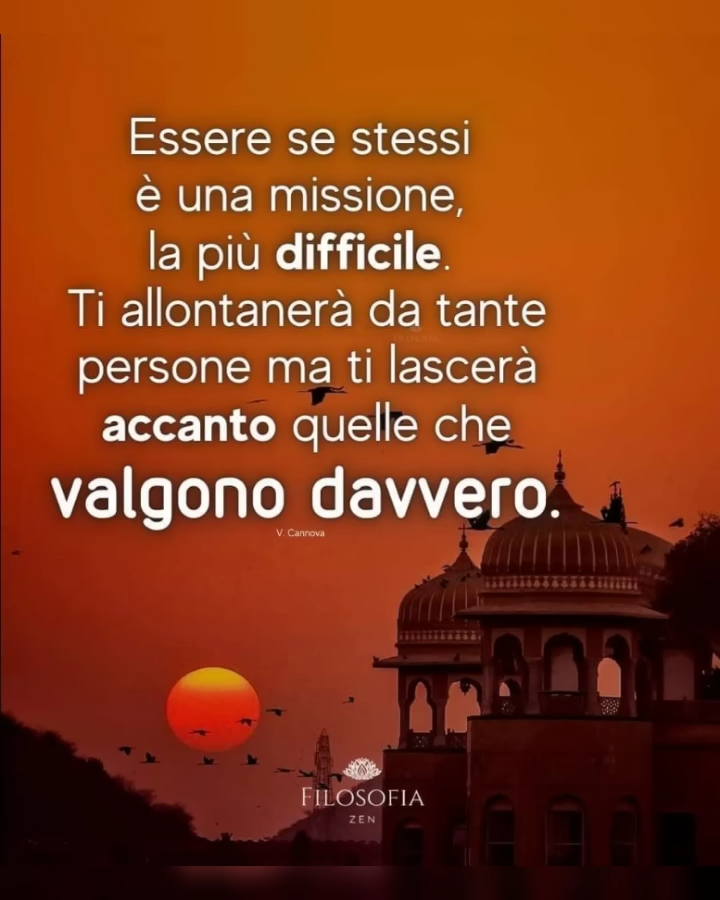 Essere se stessi
è una missione,
la più difficile.
Ti allontanerà da tante
persone ma ti lascerà
accanto quelle che
valgono davvero.
V. Cannova
FILOSOFIA
ZEN